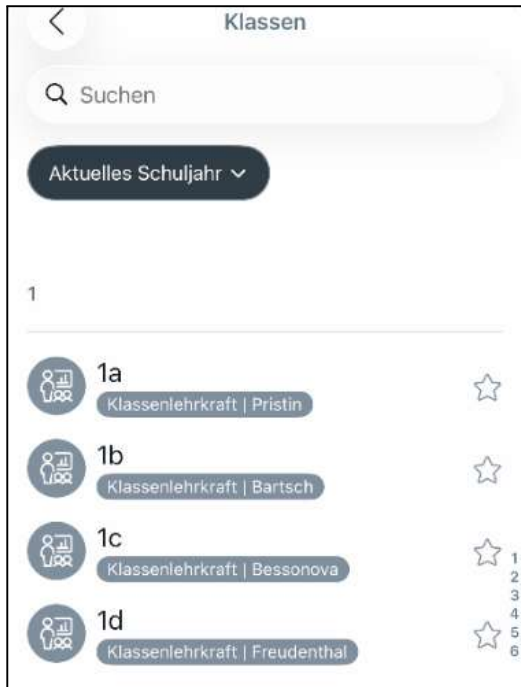 Klassen
Suchen
Aktuelles Schuljahr
1
1a
Klassenlehrkraft | Pristin
1b
Klassenlehrkraft | Bartsch
1c
Klassenlehrkraft | Bessonova
1d
Klassenlehrkraft | Freudenthal
1
2
3
4
5
6